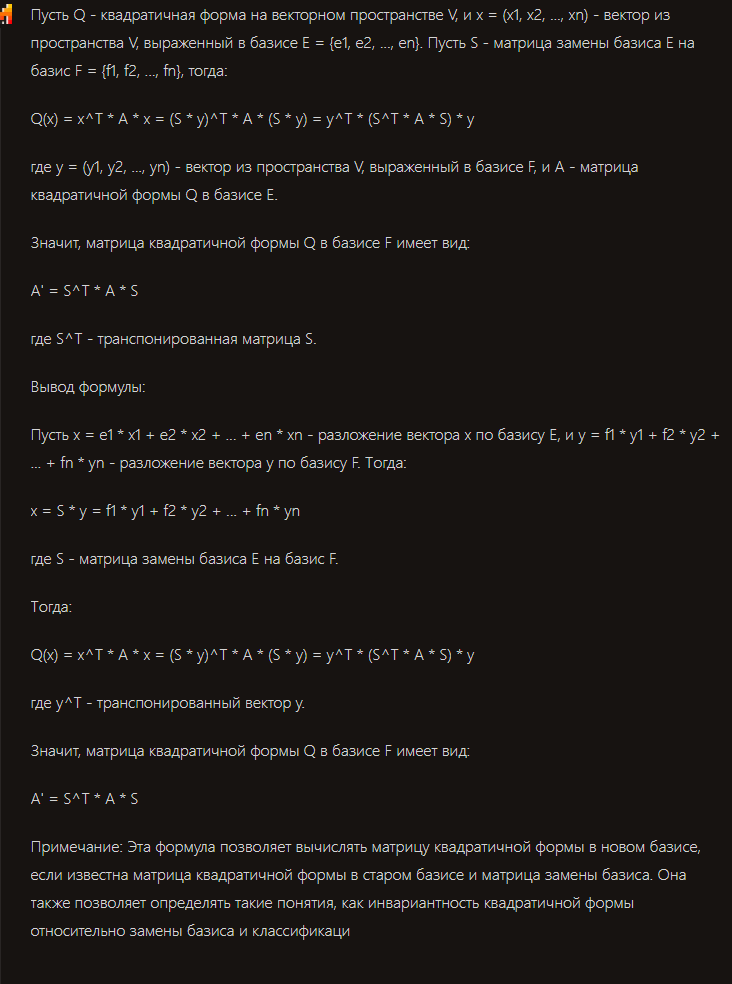 Пусть Q - квадратичная форма на векторном пространстве V, и x = (x1, x2, ..., xn) - вектор из
пространства V, выраженный в базисе E = {e1, e2, ..., en}. Пусть S - матрица замены базиса E на
базис F = {f1, f2, ..., fn}, тогда:
Q(x) = x^T * A * x = (S * y)^T * A * (S * y) = y^T * (S^T * A * S) * y
где y = (y1, y2, ..., yn) - вектор из пространства V, выраженный в базисе F, и A - матрица
квадратичной формы Q в базисе E.
Значит, матрица квадратичной формы Q в базисе F имеет вид:
A' = S^T * A * S
где S^T - транспонированная матрица S.
Вывод формулы:
Пусть x = e1 * x1 + e2 * x2 + ... + en * xn - разложение вектора x по базису E, и y = f1 * y1 + f2 * y2 +
... + fn * yn - разложение вектора y по базису F. Тогда:
x = S * y = f1 * y1 + f2 * y2 + ... + fn * yn
где S - матрица замены базиса E на базис F.
Тогда:
Q(x) = x^T * A * x = (S * y)^T * A * (S * y) = y^T * (S^T * A * S) * y
где y^T - транспонированный вектор y.
Значит, матрица квадратичной формы Q в базисе F имеет вид:
A' = S^T * A * S
Примечание: Эта формула позволяет вычислять матрицу квадратичной формы в новом базисе,
если известна матрица квадратичной формы в старом базисе и матрица замены базиса. Она
также позволяет определять такие понятия, как инвариантность квадратичной формы
относительно замены базиса и классификаци